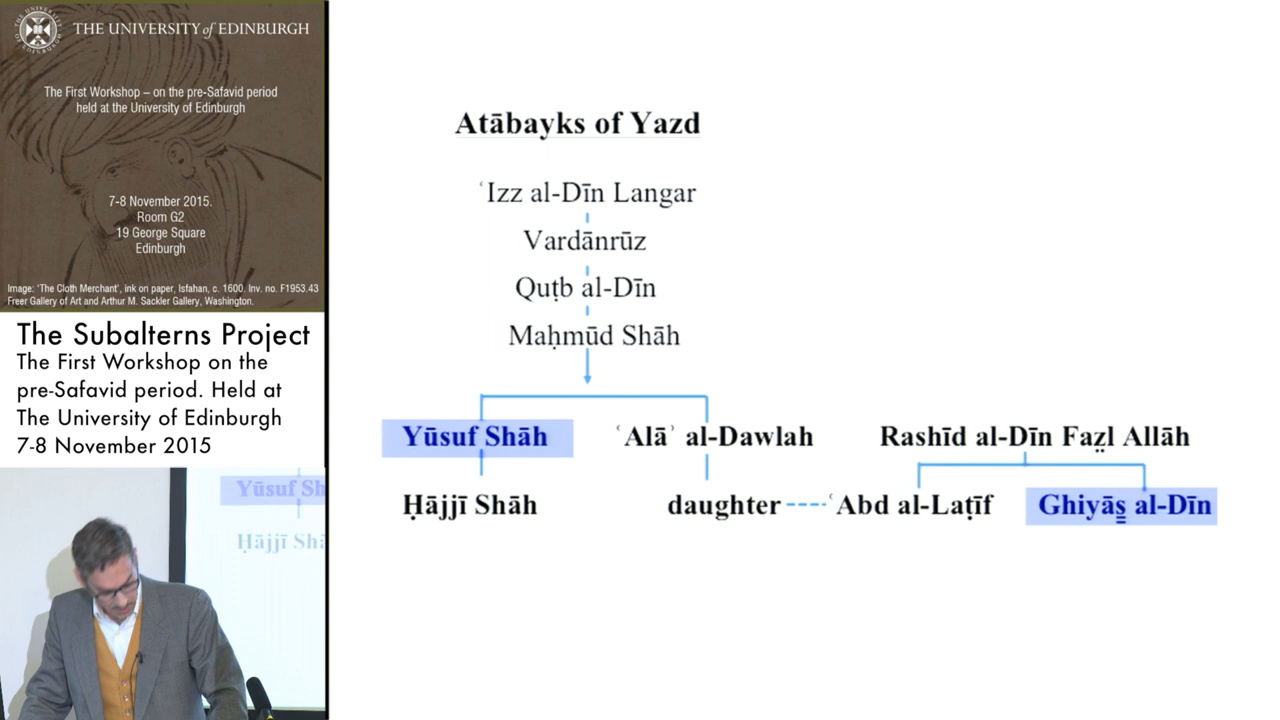 THE UNIVERSITY of EDINBURGH
The First Workshop – on the pre-Safavid period
held at the University of Edinburgh
7-8 November 2015.
Room G2
19 George Square
Edinburgh
Image: 'The Cloth Merchant', ink on paper, Isfahan, c. 1600. Inv. no. F1953.43
Freer Gallery of Art and Arthur M. Sackler Gallery, Washington.
The Subalterns Project
The First Workshop on the
pre-Safavid period. Held at
The University of Edinburgh
7-8 November 2015
Yūsuf Sh
Ḥājjī Shā
Atābayks of Yazd
ʿIzz al-Dīn Langar
Vardānrūz
Quṭb al-Dīn
Maḥmūd Shāh
Yūsuf Shāh ʿAlāʾ al-Dawlah Rashīd al-Dīn Faz̤l Allāh
Ḥājjī Shāh daughter ʿAbd al-Laṭīf Ghiyās̳ al-Dīn